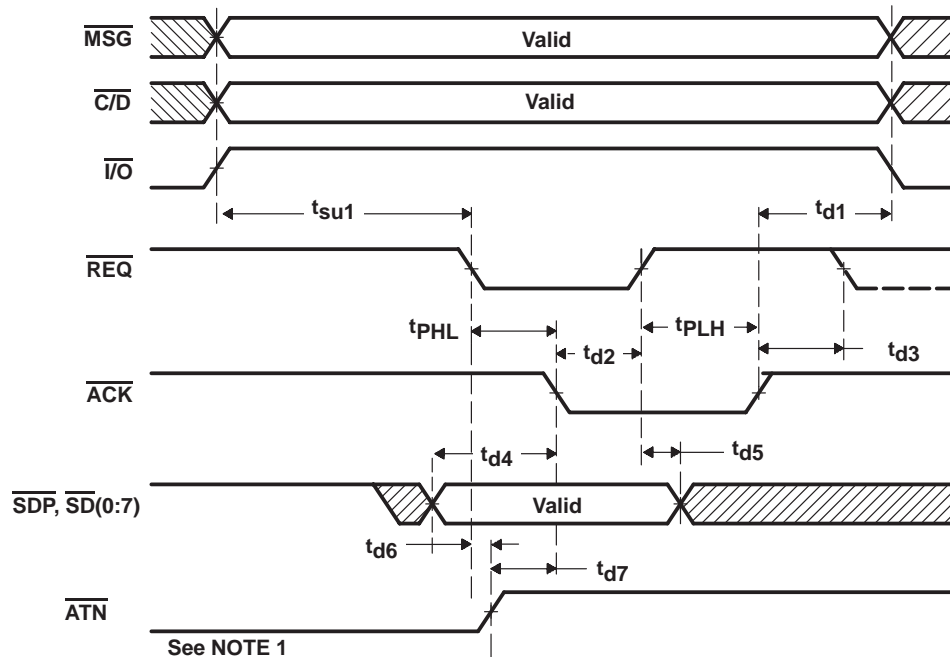 MSG
Valid
C/D
Valid
I/O
tsu1
td1
REQ
tPHL
tPLH
td2
td3
ACK
td4
td5
SDP, SD(0:7)
Valid
td6
td7
ATN
See NOTE 1